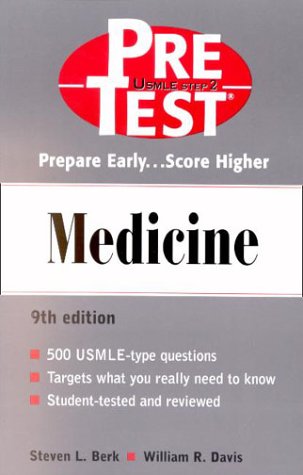 PRE
USMLE STEP 2
TEST®
Prepare Early...Score Higher
Medicine
9th edition
■ 500 USMLE-type questions
■ Targets what you really need to know
■ Student-tested and reviewed
Steven L. Berk ■ William R. Davis